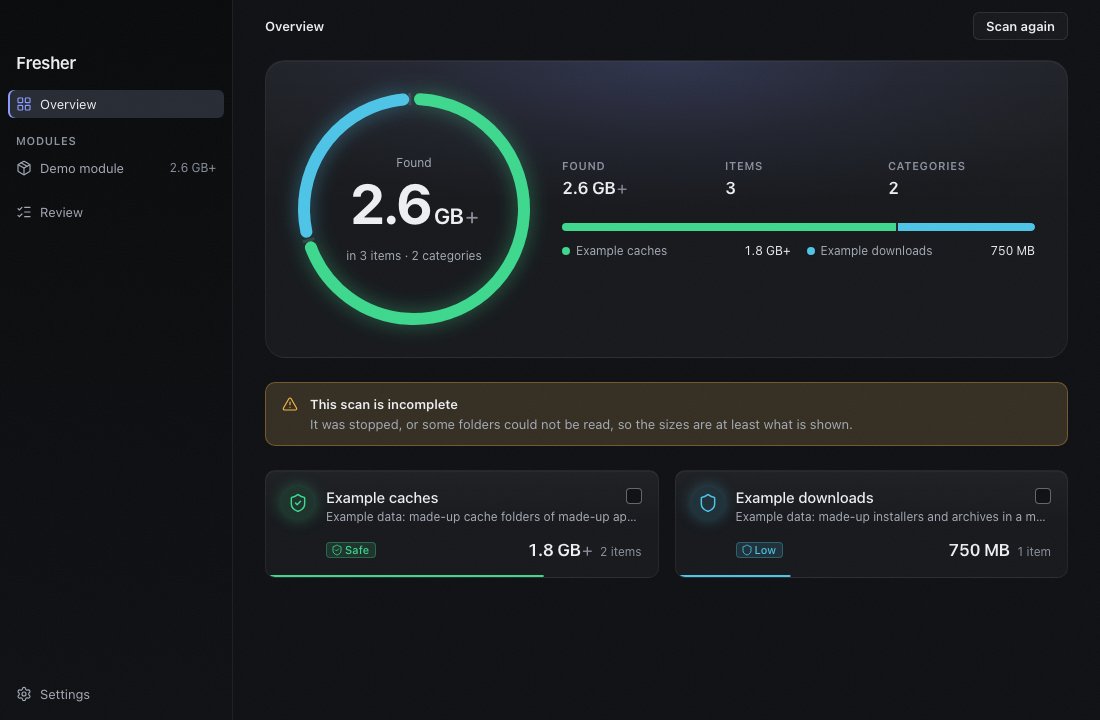 Fresher
Overview
MODULES
Demo module 2.6 GB+
Review
Settings
Overview
Scan again
Found
2.6 GB+
in 3 items · 2 categories
FOUND ITEMS CATEGORIES
2.6 GB+ 3 2
Example caches 1.8 GB+ Example downloads 750 MB
This scan is incomplete
It was stopped, or some folders could not be read, so the sizes are at least what is shown.
Example caches
Example data: made-up cache folders of made-up ap...
Safe 1.8 GB+ 2 items
Example downloads
Example data: made-up installers and archives in a m...
Low 750 MB 1 item